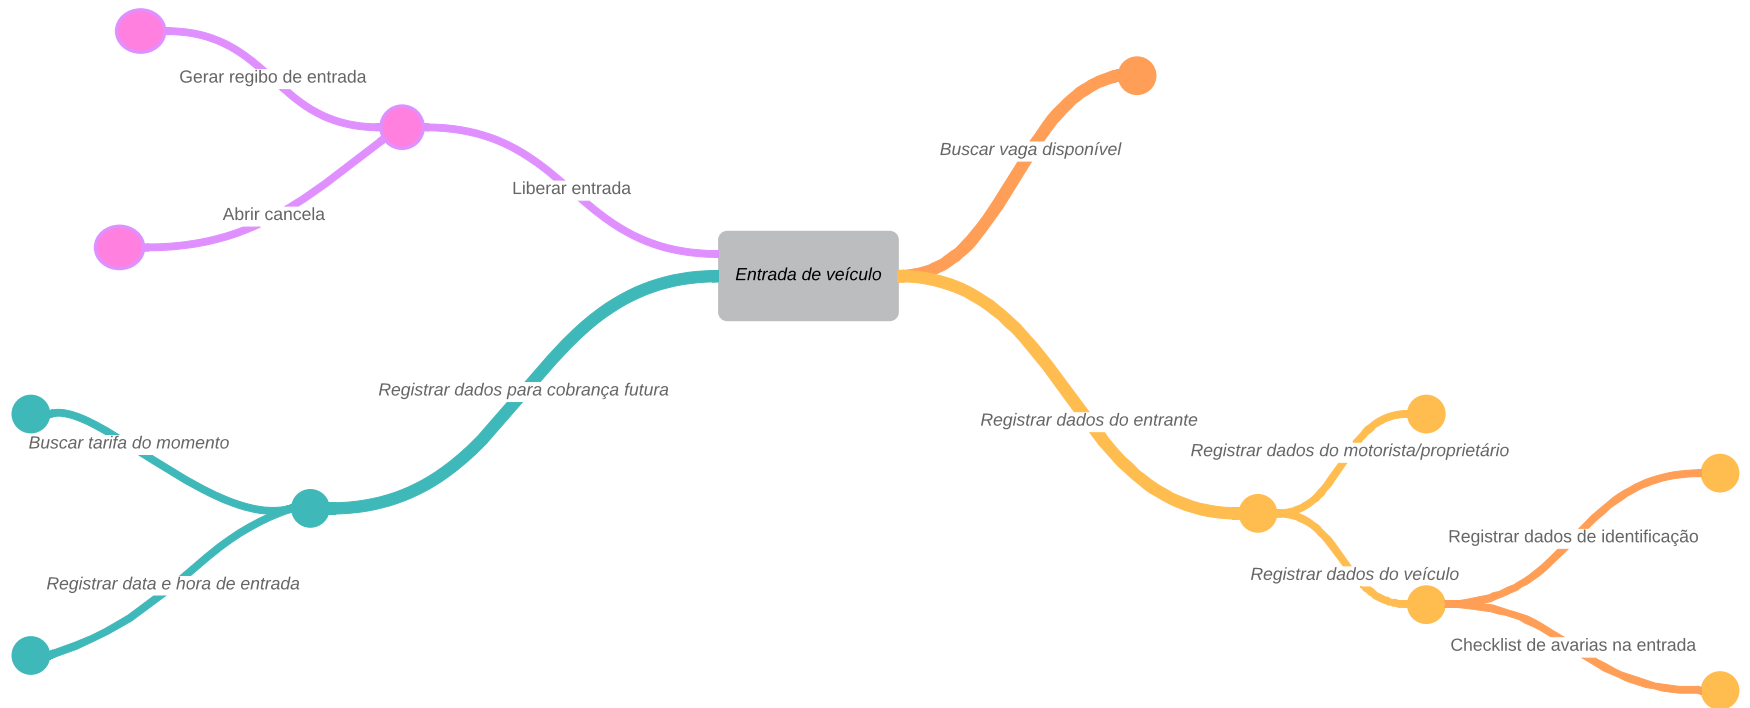 Gerar regibo de entrada
Abrir cancela
Liberar entrada
Buscar vaga disponível
Entrada de veículo
Registrar dados para cobrança futura
Buscar tarifa do momento
Registrar data e hora de entrada
Registrar dados do entrante
Registrar dados do motorista/proprietário
Registrar dados do veículo
Registrar dados de identificação
Checklist de avarias na entrada